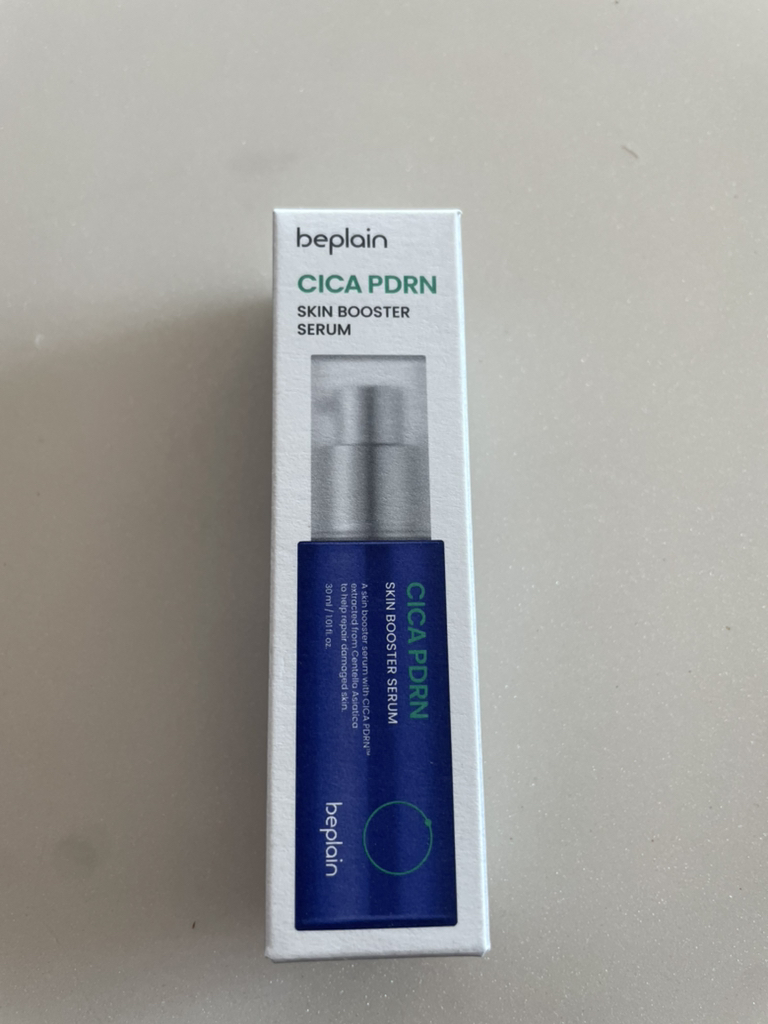 beplain
CICA PDRN
SKIN BOOSTER
SERUM
CICA PDRN
SKIN BOOSTER SERUM
A skin booster serum with CICA PDRN™
extracted from Centella Asiatica
to help repair damaged skin.
30 ml / 1.01 fl. oz.
beplain